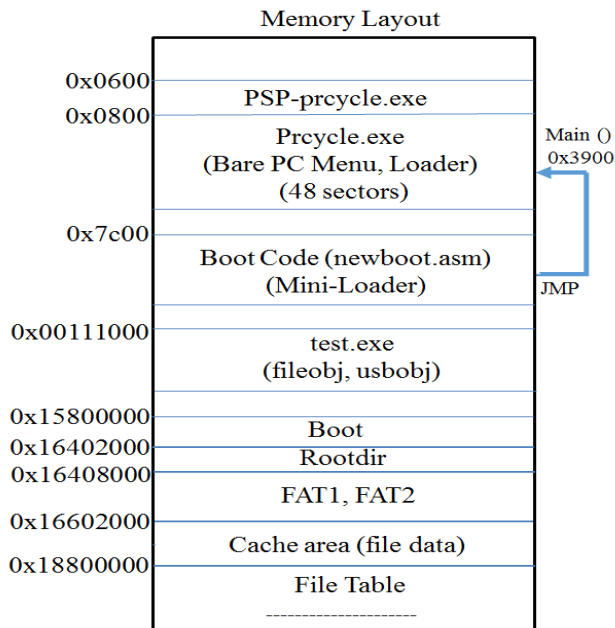 Memory Layout
0x0600
PSP-prcycle.exe
0x0800
Prcycle.exe
(Bare PC Menu, Loader)
(48 sectors)
Main ()
0x3900
0x7c00
Boot Code (newboot.asm)
(Mini-Loader)
JMP
0x00111000
test.exe
(fileobj, usbobj)
0x15800000
Boot
0x16402000
Rootdir
0x16408000
FAT1, FAT2
0x16602000
Cache area (file data)
0x18800000
File Table
---------------------